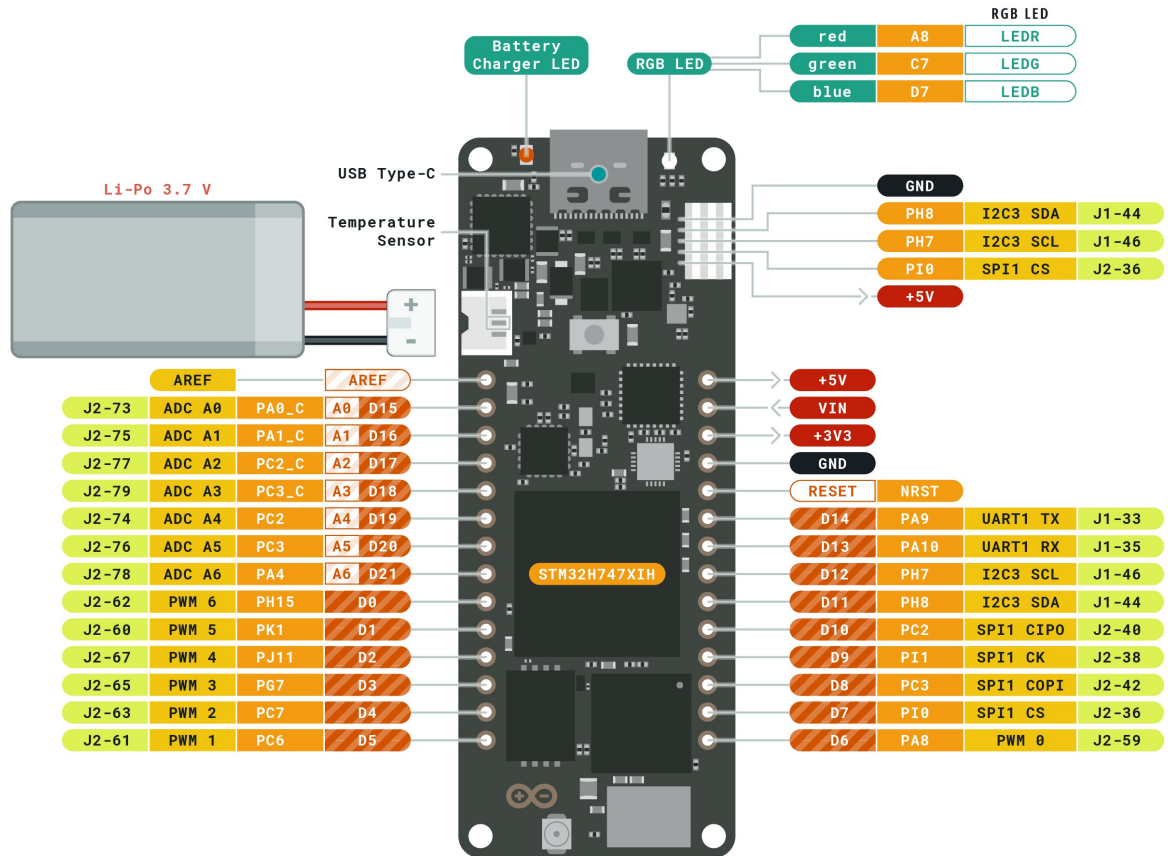 RGB LED
Battery
Charger LED
RGB LED
red A8 LEDR
green C7 LEDG
blue D7 LEDB
USB Type-C
Li-Po 3.7 V
Temperature
Sensor
GND
PH8 I2C3 SDA J1-44
PH7 I2C3 SCL J1-46
PI0 SPI1 CS J2-36
+5V
+
-
AREF AREF
+5V
J2-73 ADC A0 PA0_C A0 D15
VIN
J2-75 ADC A1 PA1_C A1 D16
+3V3
J2-77 ADC A2 PC2_C A2 D17
GND
J2-79 ADC A3 PC3_C A3 D18
RESET NRST
J2-74 ADC A4 PC2 A4 D19
D14 PA9 UART1 TX J1-33
J2-76 ADC A5 PC3 A5 D20
D13 PA10 UART1 RX J1-35
J2-78 ADC A6 PA4 A6 D21
STM32H747XIH
D12 PH7 I2C3 SCL J1-46
J2-62 PWM 6 PH15 D0
D11 PH8 I2C3 SDA J1-44
J2-60 PWM 5 PK1 D1
D10 PC2 SPI1 CIPO J2-40
J2-67 PWM 4 PJ11 D2
D9 PI1 SPI1 CK J2-38
J2-65 PWM 3 PG7 D3
D8 PC3 SPI1 COPI J2-42
J2-63 PWM 2 PC7 D4
D7 PI0 SPI1 CS J2-36
J2-61 PWM 1 PC6 D5
D6 PA8 PWM 0 J2-59